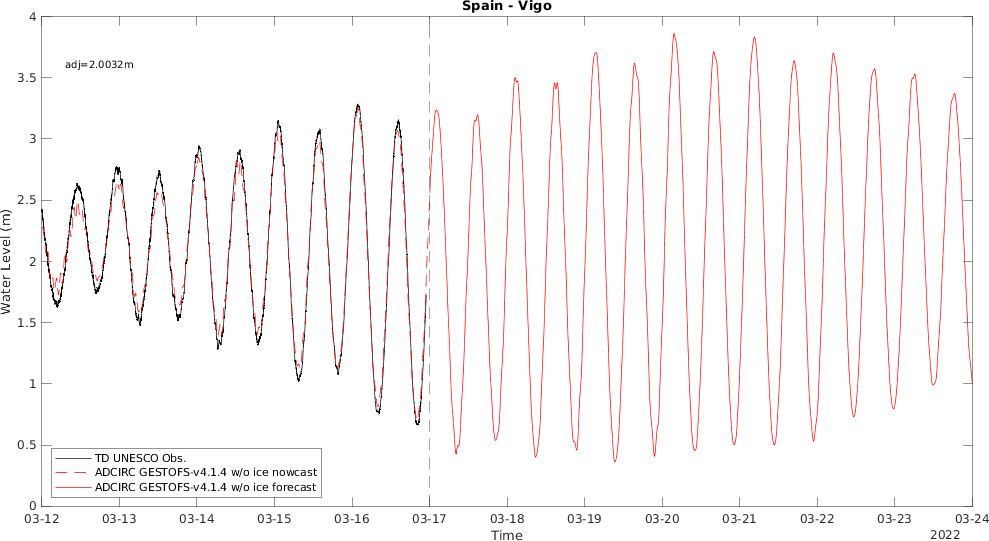 Spain - Vigo
adj=2.0032m
Water Level (m)
4
3.5
3
2.5
2
1.5
1
0.5
0
TD UNESCO Obs.
ADCIRC GESTOFS-v4.1.4 w/o ice nowcast
ADCIRC GESTOFS-v4.1.4 w/o ice forecast
03-12 03-13 03-14 03-15 03-16 03-17 03-18 03-19 03-20 03-21 03-22 03-23 03-24
Time
2022